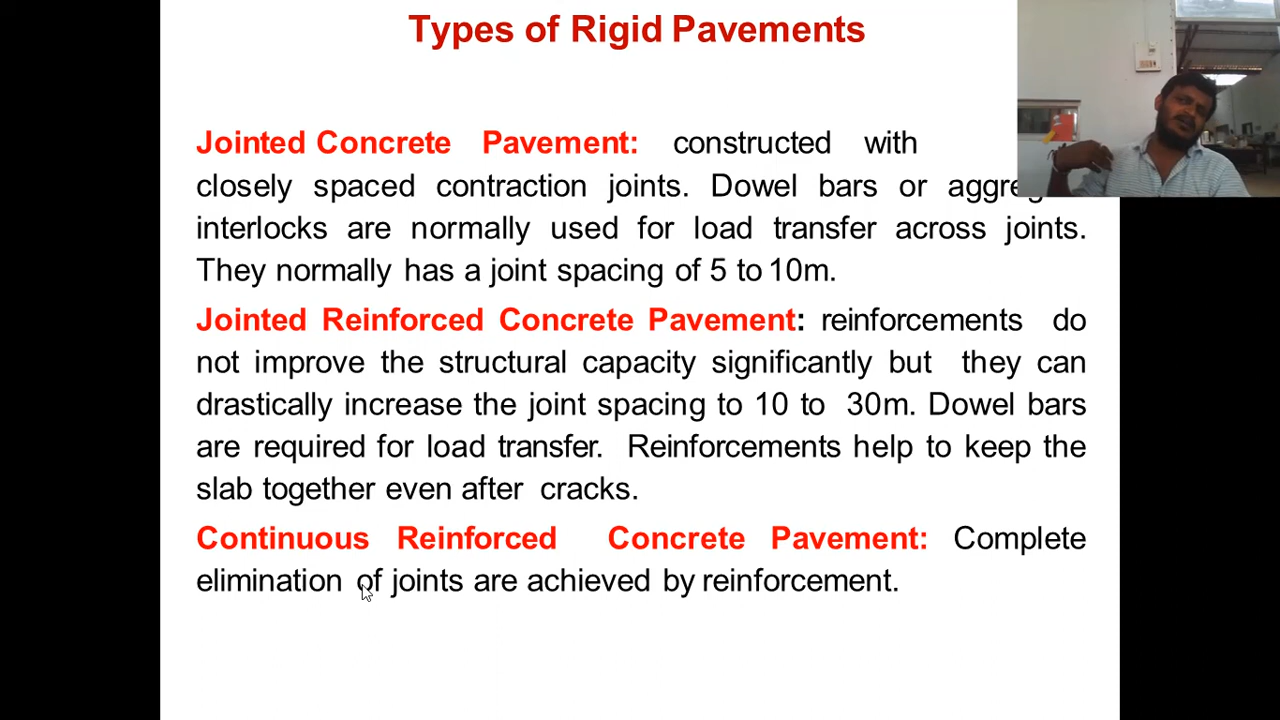 Types of Rigid Pavements
Jointed Concrete Pavement: constructed with
closely spaced contraction joints. Dowel bars or
interlocks are normally used for load transfer across joints.
They normally has a joint spacing of 5 to 10m.
Jointed Reinforced Concrete Pavement: reinforcements do
not improve the structural capacity significantly but they can
drastically increase the joint spacing to 10 to 30m. Dowel bars
are required for load transfer. Reinforcements help to keep the
slab together even after cracks.
Continuous Reinforced Concrete Pavement: Complete
elimination of joints are achieved by reinforcement.